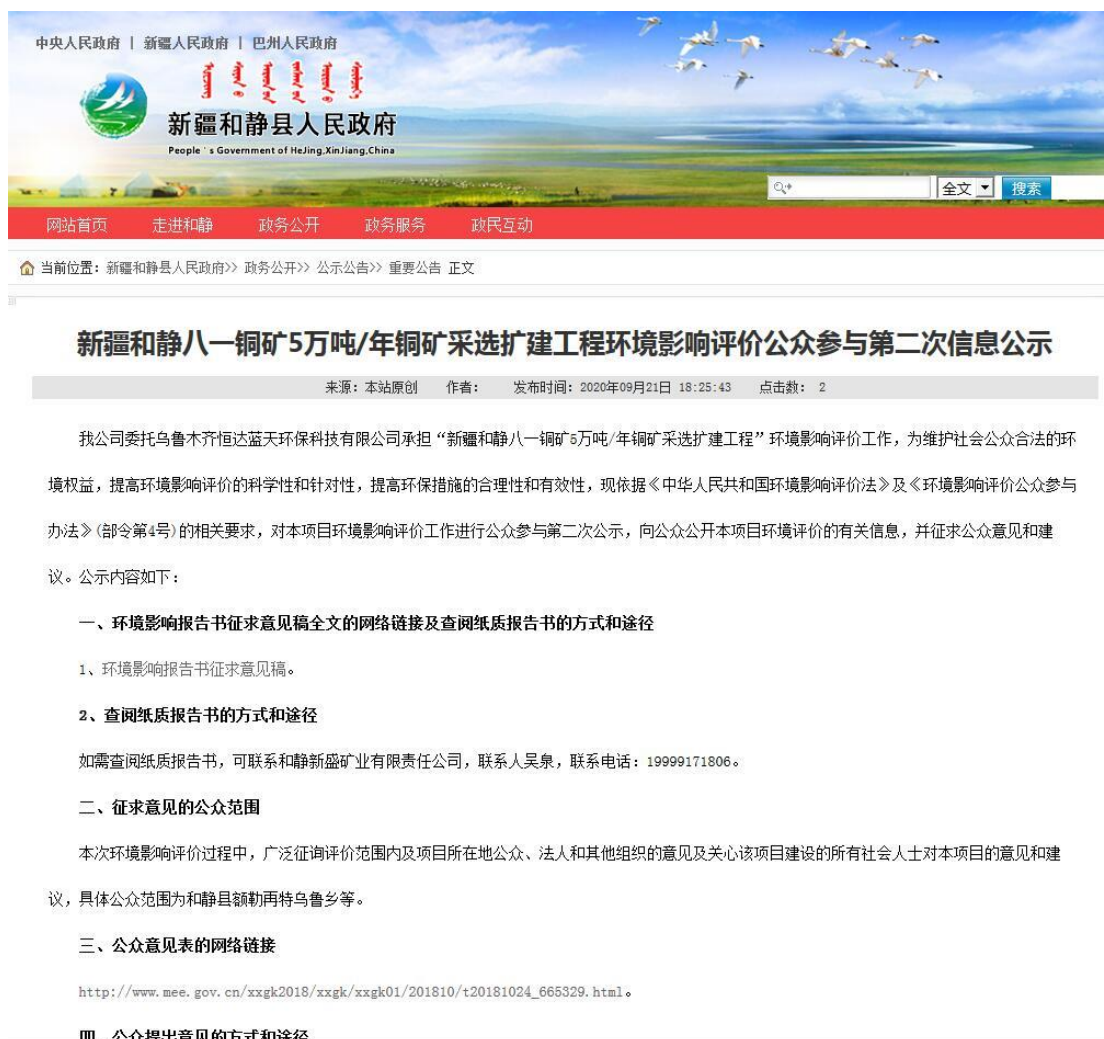 中央人民政府 | 新疆人民政府 | 巴州人民政府
新疆和静县人民政府
People's Government of HeJing,XinJiang,China
全文 搜索
网站首页 走进和静 政务公开 政务服务 政民互动
当前位置：新疆和静县人民政府>> 政务公开>> 公示公告>> 重要公告 正文
新疆和静八一铜矿5万吨/年铜矿采选扩建工程环境影响评价公众参与第二次信息公示
来源：本站原创 作者： 发布时间：2020年09月21日 18:25:43 点击数： 2
我公司委托乌鲁木齐恒达蓝天环保科技有限公司承担“新疆和静八一铜矿5万吨/年铜矿采选扩建工程”环境影响评价工作，为维护社会公众合法的环
境权益，提高环境影响评价的科学性和针对性，提高环保措施的合理性和有效性，现依据《中华人民共和国环境影响评价法》及《环境影响评价公众参与
办法》(部令第4号)的相关要求，对本项目环境影响评价工作进行公众参与第二次公示，向公众公开本项目环境评价的有关信息，并征求公众意见和建
议。公示内容如下：
一、环境影响报告书征求意见稿全文的网络链接及查阅纸质报告书的方式和途径
1、环境影响报告书征求意见稿。
2、查阅纸质报告书的方式和途径
如需查阅纸质报告书，可联系和静新盛矿业有限责任公司，联系人吴泉，联系电话：19999171806。
二、征求意见的公众范围
本次环境影响评价过程中，广泛征询评价范围内及项目所在地公众、法人和其他组织的意见及关心该项目建设的所有社会人士对本项目的意见和建
议，具体公众范围为和静县额勒再特乌鲁乡等。
三、公众意见表的网络链接
http://www.mee.gov.cn/xxgk2018/xxgk/xxgk01/201810/t20181024_665329.html。
四、公众提出意见的方式和途径